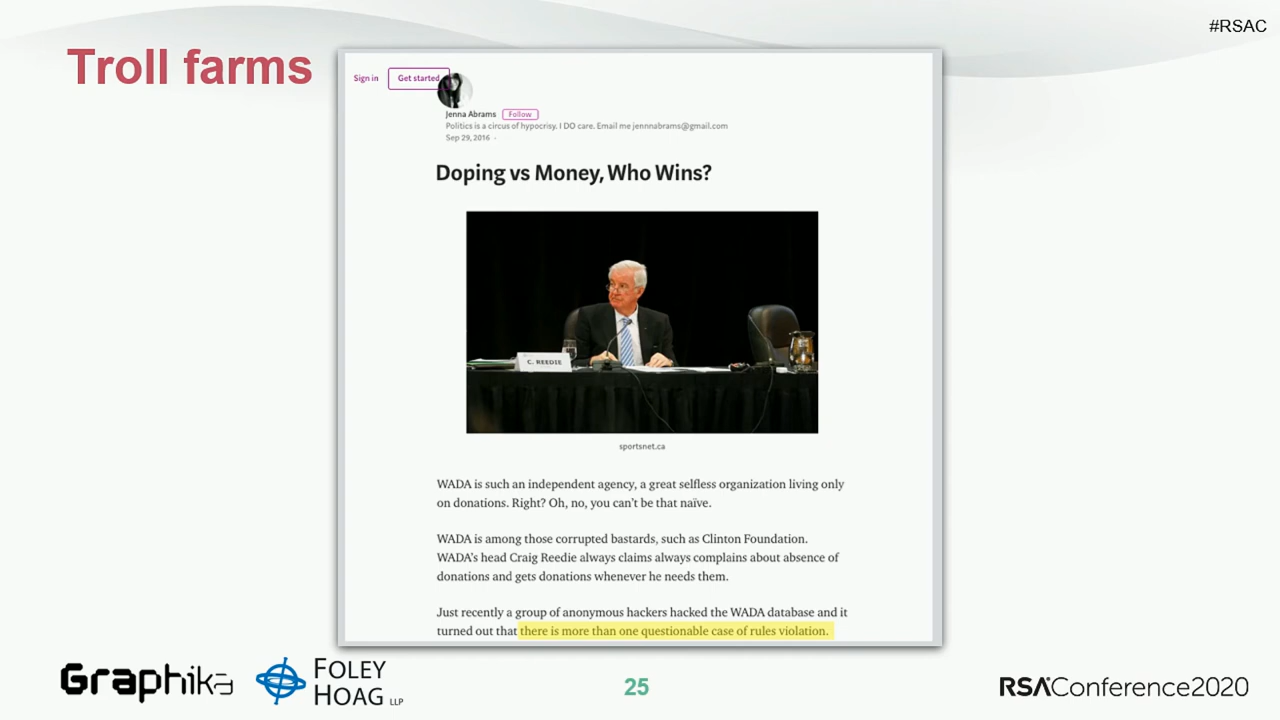 #RSAC
Troll farms
Sign in
Get started
Jenna Abrams
Follow
Politics is a circus of hypocrisy. I DO care. Email me jennnabrams@gmail.com
Sep 29, 2016 ·
Doping vs Money, Who Wins?
C. REEDIE
sportsnet.ca
WADA is such an independent agency, a great selfless organization living only
on donations. Right? Oh, no, you can't be that naïve.
WADA is among those corrupted bastards, such as Clinton Foundation.
WADA's head Craig Reedie always claims always complains about absence of
donations and gets donations whenever he needs them.
Just recently a group of anonymous hackers hacked the WADA database and it
turned out that there is more than one questionable case of rules violation.
Graphika
FOLEY
HOAG LLP
25
RSAConference2020